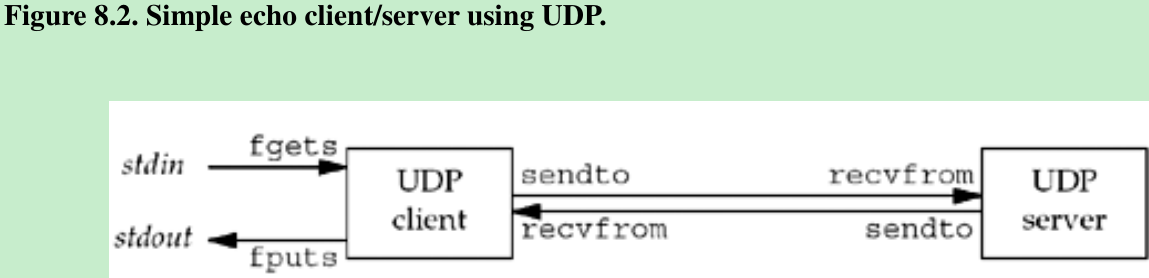 Figure 8.2. Simple echo client/server using UDP.
fgets
stdin
UDP
client
sendto
recvfrom
UDP
server
stdout
fputs
recvfrom
sendto